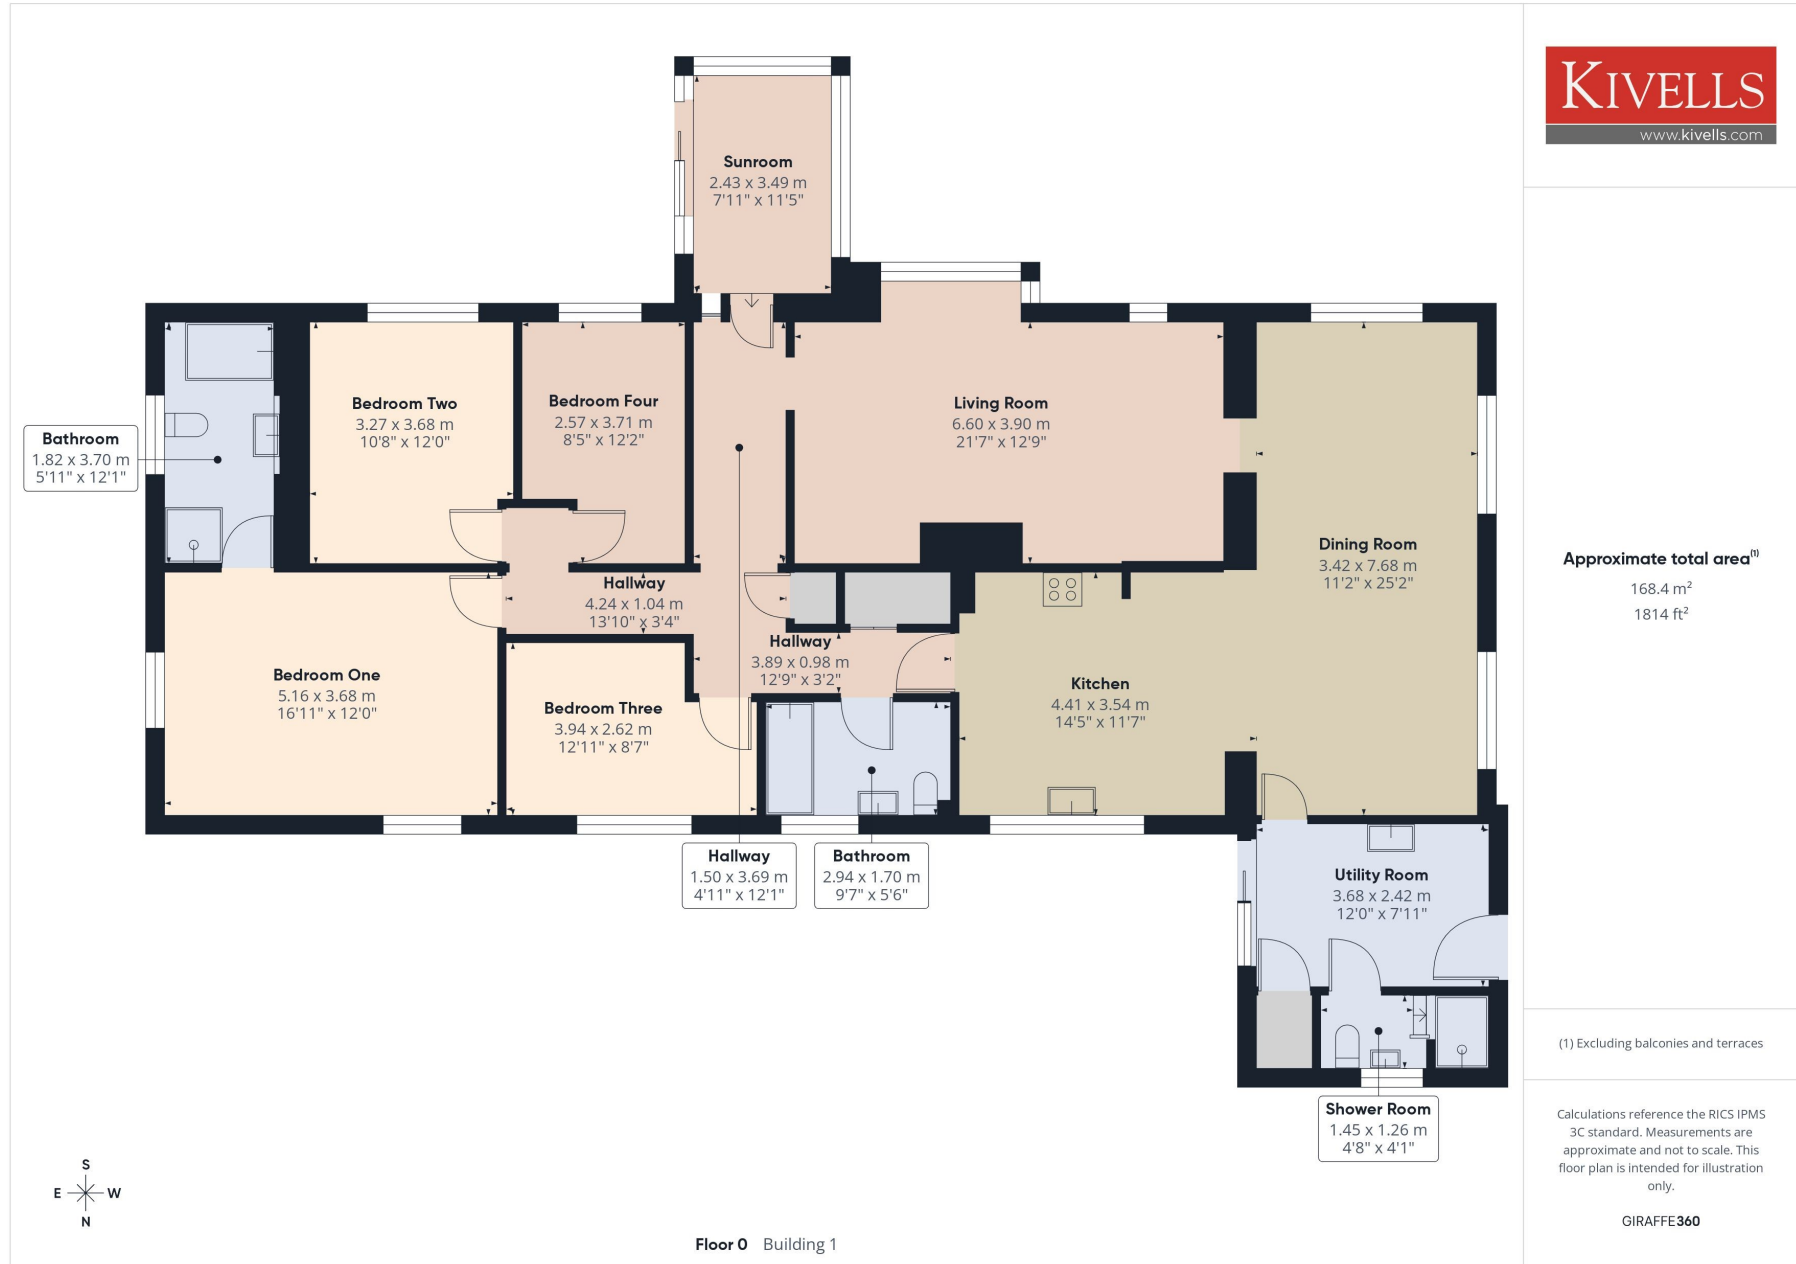 KIVELLS
www.kivells.com
Sunroom
2.43 x 3.49 m
7'11" x 11'5"
Bedroom Two
3.27 x 3.68 m
10'8" x 12'0"
Bedroom Four
2.57 x 3.71 m
8'5" x 12'2"
Living Room
6.60 x 3.90 m
21'7" x 12'9"
Bathroom
1.82 x 3.70 m
5'11" x 12'1"
Dining Room
3.42 x 7.68 m
11'2" x 25'2"
Hallway
4.24 x 1.04 m
13'10" x 3'4"
Hallway
3.89 x 0.98 m
12'9" x 3'2"
Bedroom One
5.16 x 3.68 m
16'11" x 12'0"
Bedroom Three
3.94 x 2.62 m
12'11" x 8'7"
Kitchen
4.41 x 3.54 m
14'5" x 11'7"
Hallway
1.50 x 3.69 m
4'11" x 12'1"
Bathroom
2.94 x 1.70 m
9'7" x 5'6"
Utility Room
3.68 x 2.42 m
12'0" x 7'11"
Shower Room
1.45 x 1.26 m
4'8" x 4'1"
Approximate total area(1)
168.4 m²
1814 ft²
(1) Excluding balconies and terraces
Calculations reference the RICS IPMS
3C standard. Measurements are
approximate and not to scale. This
floor plan is intended for illustration
only.
GIRAFFE360
S
E W
N
Floor 0 Building 1